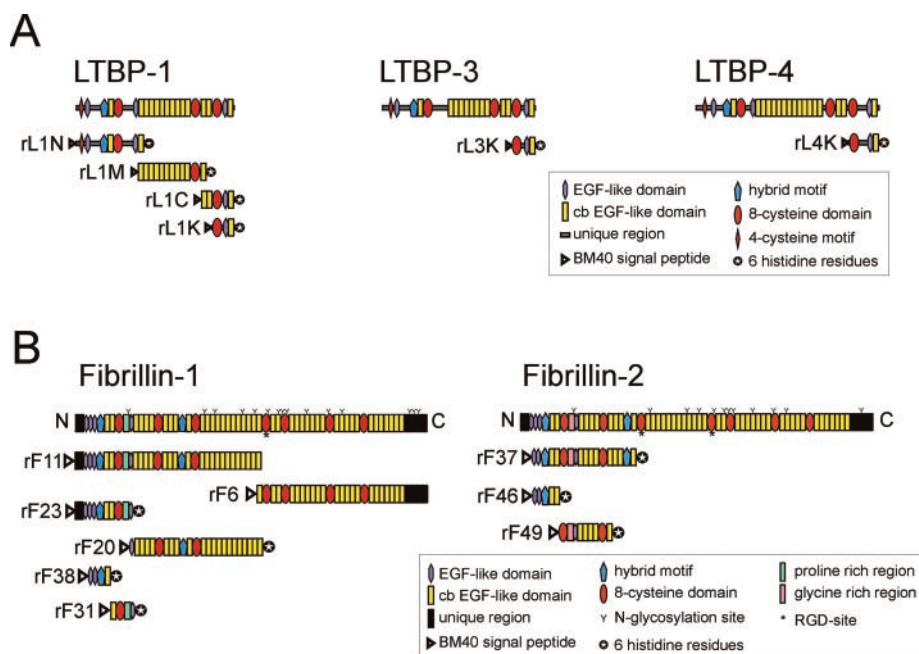 A
LTBP-1 LTBP-3 LTBP-4
rL1N
rL3K rL4K
rL1M
rL1C
rL1K
EGF-like domain hybrid motif
cb EGF-like domain 8-cysteine domain
unique region 4-cysteine motif
BM40 signal peptide 6 histidine residues
B
Fibrillin-1 Fibrillin-2
Y Y Y Y Y YYY Y Y YYY Y Y Y Y Y YYY Y Y Y
N C N C
* * *
rF11 rF37
rF6 rF46
rF23 rF49
rF20
rF38
rF31
EGF-like domain hybrid motif proline rich region
cb EGF-like domain 8-cysteine domain glycine rich region
unique region Y N-glycosylation site * RGD-site
BM40 signal peptide 6 histidine residues